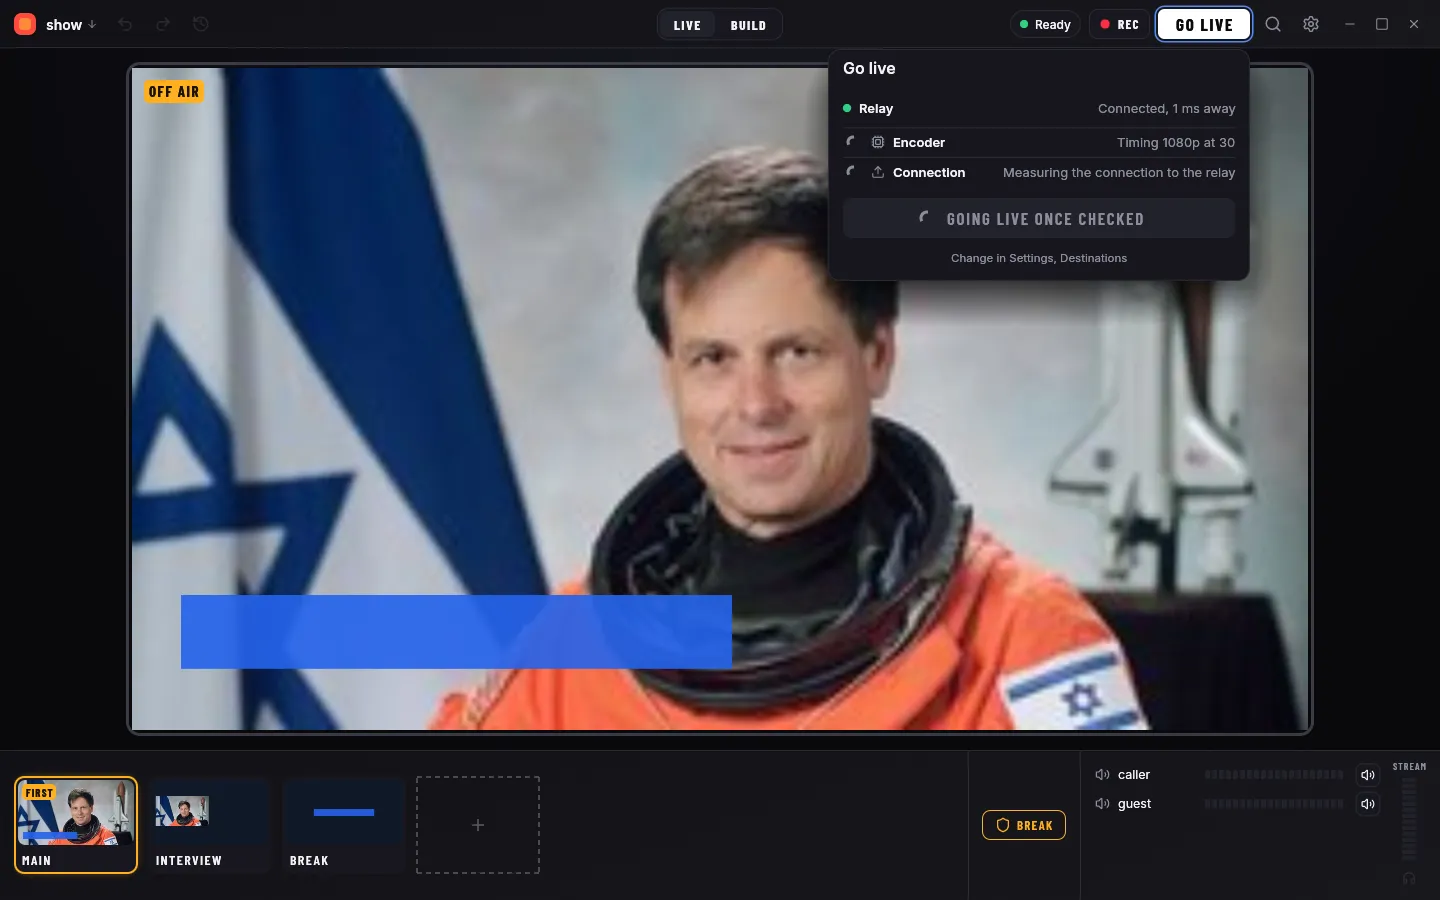 show
LIVE
BUILD
Ready
REC
GO LIVE
OFF AIR
Go live
Relay
Connected, 1 ms away
Encoder
Timing 1080p at 30
Connection
Measuring the connection to the relay
GOING LIVE ONCE CHECKED
Change in Settings, Destinations
FIRST
MAIN
INTERVIEW
BREAK
BREAK
caller
guest
STREAM